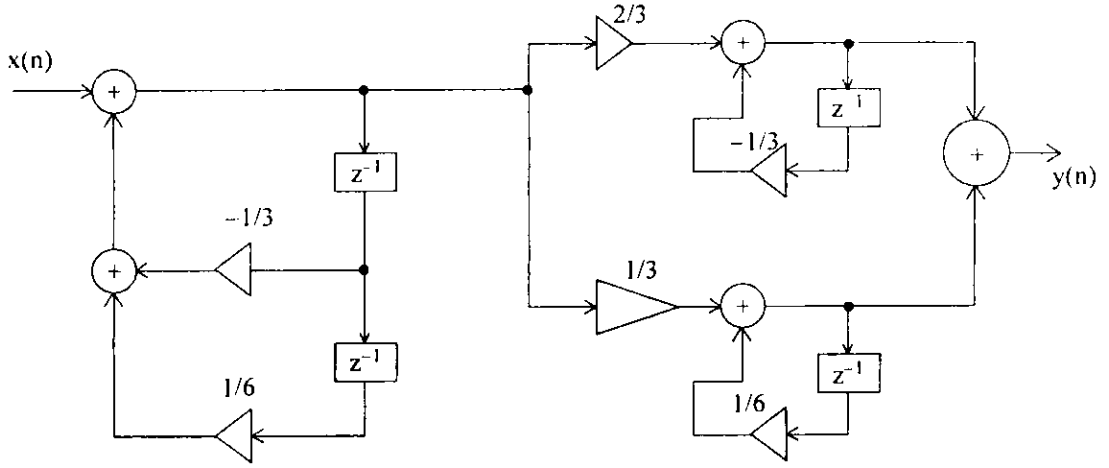 2/3
x(n)
+
+
z⁻¹
-1/3
z⁻¹
+
y(n)
-1/3
+
1/3
+
z⁻¹
z⁻¹
1/6
1/6